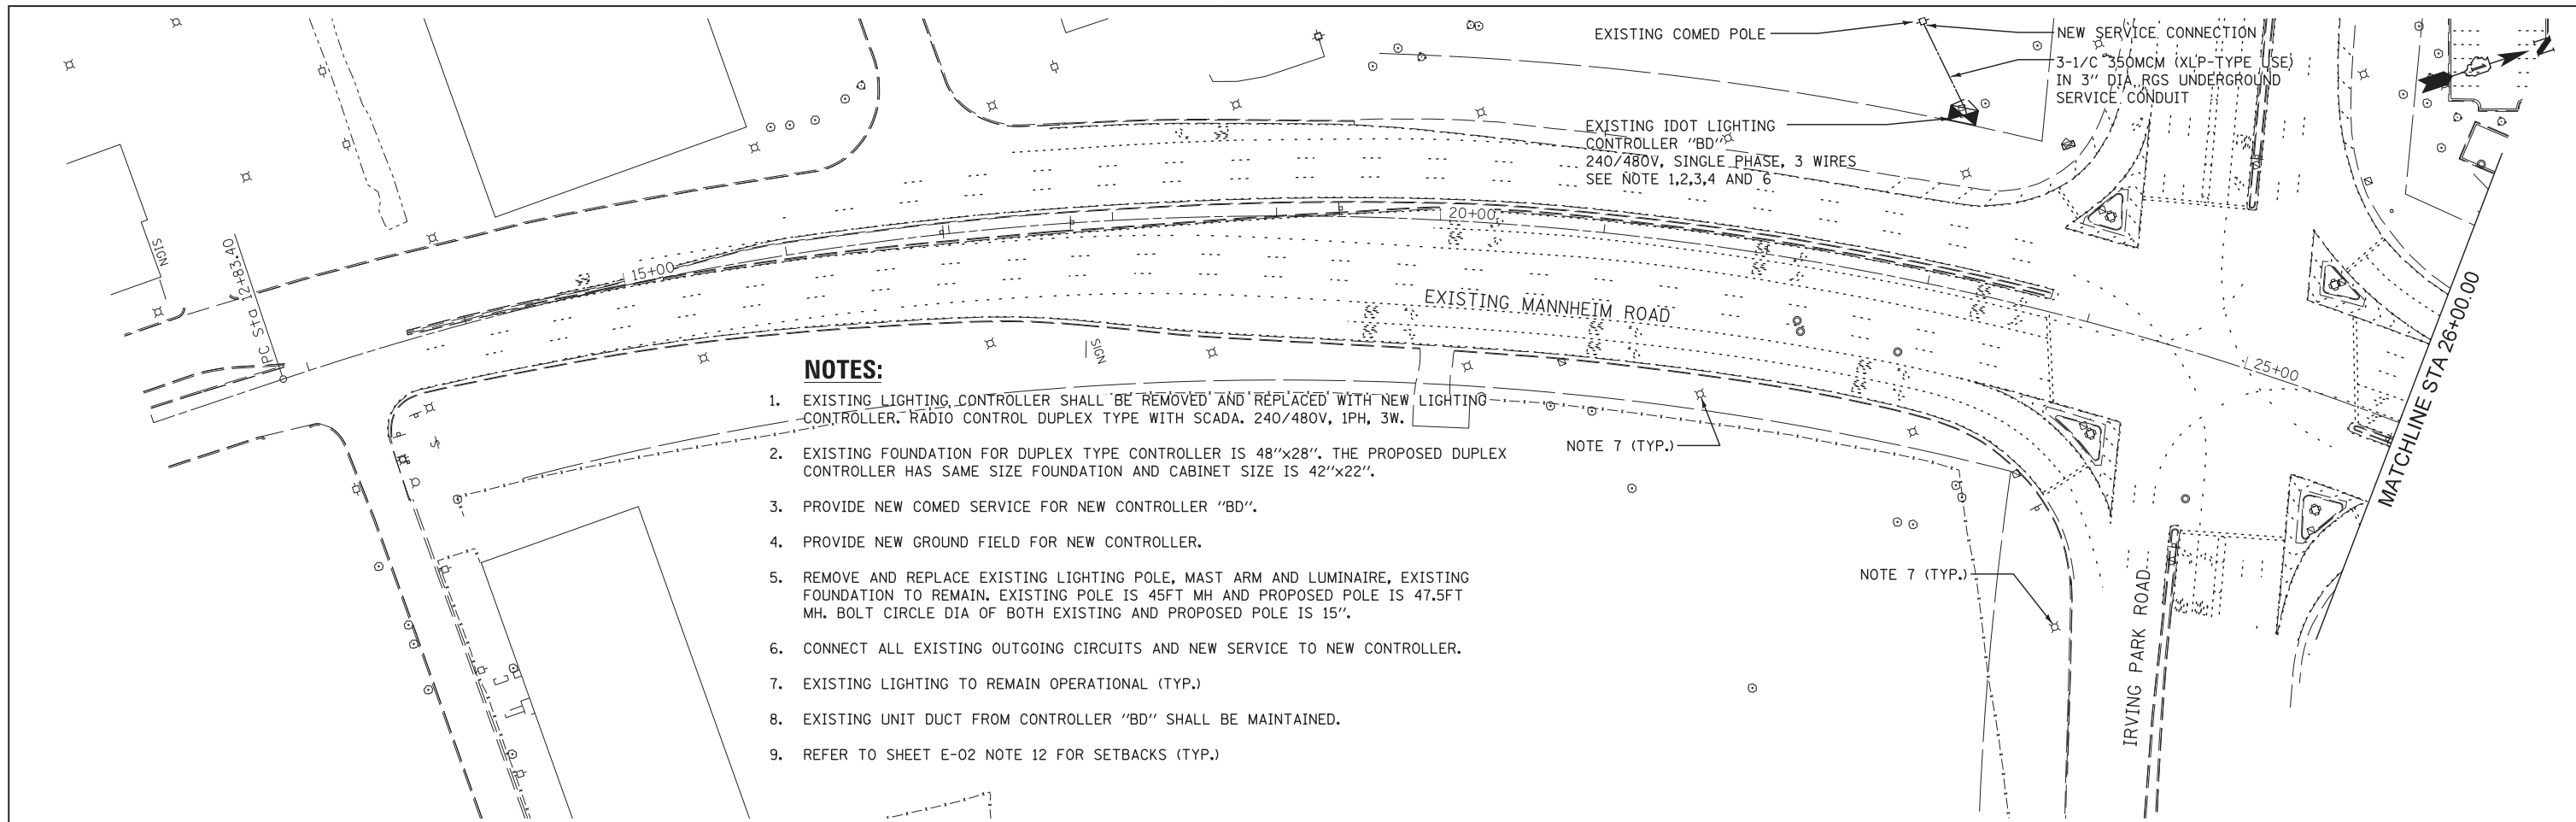 EXISTING COMED POLE
NEW SERVICE CONNECTION
3-1/C 350MCM (XLP-TYPE USE)
IN 3" DIA RGS UNDERGROUND
SERVICE CONDUIT
EXISTING IDOT LIGHTING
CONTROLLER "BD"
240/480V, SINGLE PHASE, 3 WIRES
SEE NOTE 1,2,3,4 AND 6
N
SIGN
PC Sta 12+83.40
15+00
20+00
25+00
EXISTING MANNHEIM ROAD
SIGN
MATCHLINE STA 26+00.00
NOTE 7 (TYP.)
NOTE 7 (TYP.)
IRVING PARK ROAD
NOTES:
1. EXISTING LIGHTING CONTROLLER SHALL BE REMOVED AND REPLACED WITH NEW LIGHTING
CONTROLLER. RADIO CONTROL DUPLEX TYPE WITH SCADA. 240/480V, 1PH, 3W.
2. EXISTING FOUNDATION FOR DUPLEX TYPE CONTROLLER IS 48"x28". THE PROPOSED DUPLEX
CONTROLLER HAS SAME SIZE FOUNDATION AND CABINET SIZE IS 42"x22".
3. PROVIDE NEW COMED SERVICE FOR NEW CONTROLLER "BD".
4. PROVIDE NEW GROUND FIELD FOR NEW CONTROLLER.
5. REMOVE AND REPLACE EXISTING LIGHTING POLE, MAST ARM AND LUMINAIRE, EXISTING
FOUNDATION TO REMAIN. EXISTING POLE IS 45FT MH AND PROPOSED POLE IS 47.5FT
MH. BOLT CIRCLE DIA OF BOTH EXISTING AND PROPOSED POLE IS 15".
6. CONNECT ALL EXISTING OUTGOING CIRCUITS AND NEW SERVICE TO NEW CONTROLLER.
7. EXISTING LIGHTING TO REMAIN OPERATIONAL (TYP.)
8. EXISTING UNIT DUCT FROM CONTROLLER "BD" SHALL BE MAINTAINED.
9. REFER TO SHEET E-02 NOTE 12 FOR SETBACKS (TYP.)